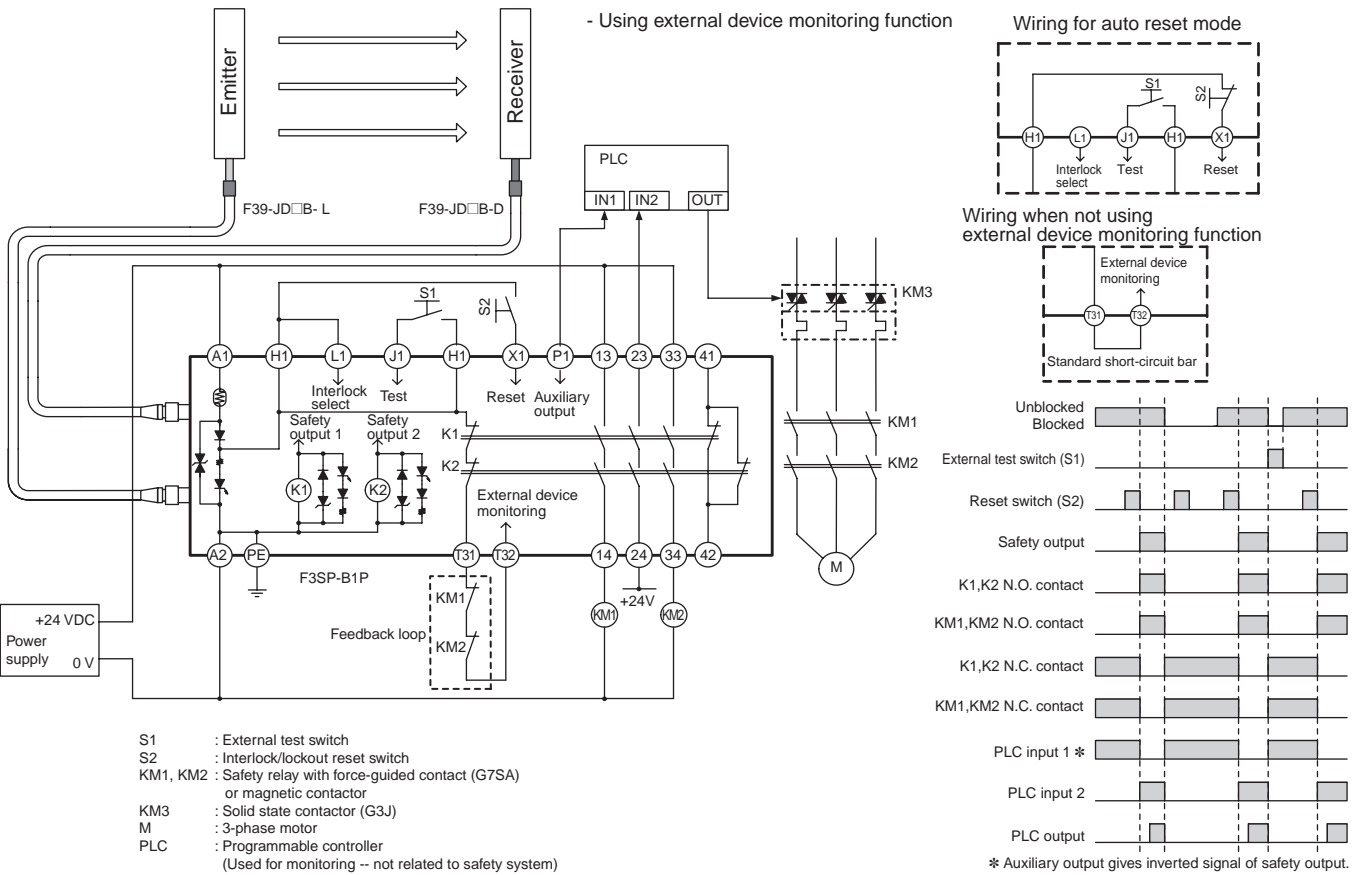 - Using external device monitoring function
Wiring for auto reset mode
Emitter
Receiver
S1
S2
H1
L1
J1
H1
X1
Interlock
select
Test
Reset
PLC
IN1
IN2
OUT
F39-JD□B- L
F39-JD□B-D
Wiring when not using
external device monitoring function
External device
monitoring
T31
T32
Standard short-circuit bar
KM3
S1
S2
A1
H1
L1
J1
H1
X1
P1
13
23
33
41
Interlock
select
Test
Reset
Auxiliary
output
Safety
output 1
Safety
output 2
K1
K2
K1
K2
External device
monitoring
KM1
KM2
M
A2
PE
T31
T32
14
24
34
42
F3SP-B1P
+24V
KM1
KM2
KM1
KM2
Feedback loop
+24 VDC
Power
supply
0 V
Unblocked
Blocked
External test switch (S1)
Reset switch (S2)
Safety output
K1,K2 N.O. contact
KM1,KM2 N.O. contact
K1,K2 N.C. contact
KM1,KM2 N.C. contact
PLC input 1 ✻
PLC input 2
PLC output
✻ Auxiliary output gives inverted signal of safety output.
S1 : External test switch
S2 : Interlock/lockout reset switch
KM1, KM2 : Safety relay with force-guided contact (G7SA)
or magnetic contactor
KM3 : Solid state contactor (G3J)
M : 3-phase motor
PLC : Programmable controller
(Used for monitoring -- not related to safety system)